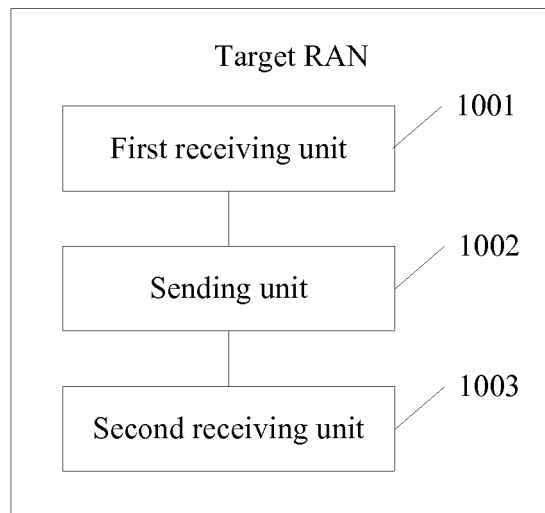 Target RAN
1001
First receiving unit
1002
Sending unit
1003
Second receiving unit